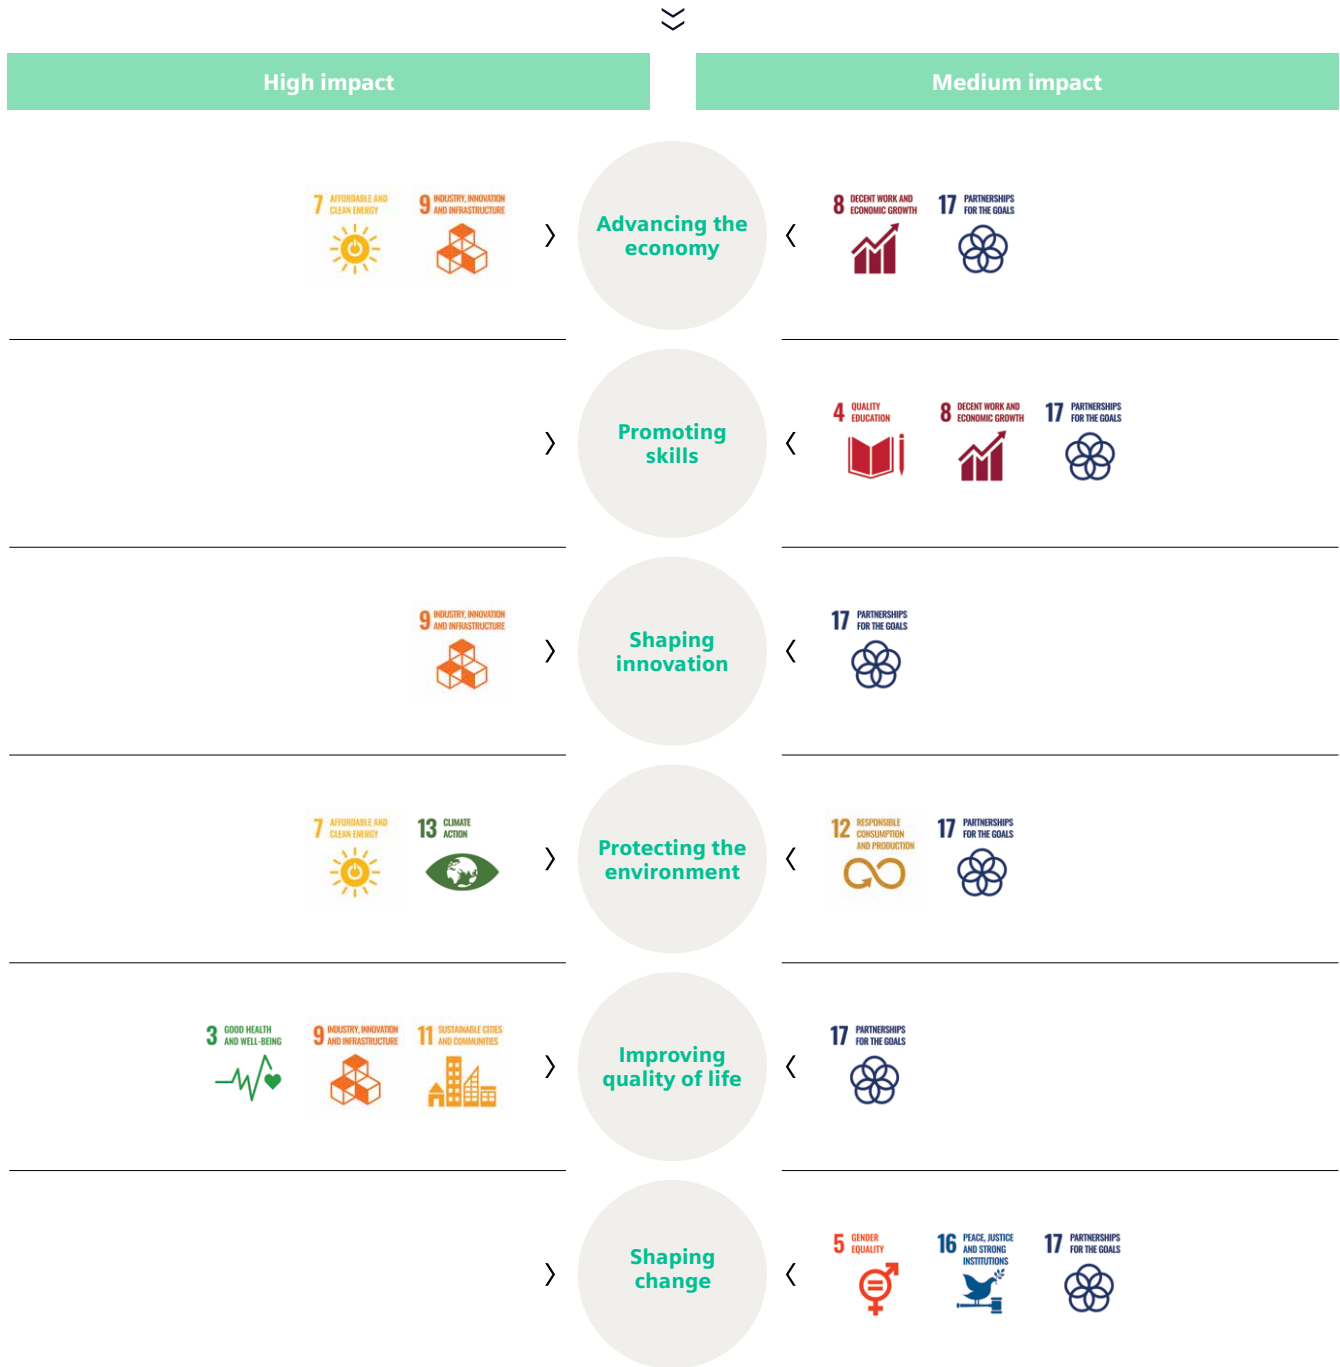 High impact
Medium impact
7 AFFORDABLE AND
CLEAN ENERGY
9 INDUSTRY, INNOVATION
AND INFRASTRUCTURE
Advancing the
economy
8 DECENT WORK AND
ECONOMIC GROWTH
17 PARTNERSHIPS
FOR THE GOALS
Promoting
skills
4 QUALITY
EDUCATION
8 DECENT WORK AND
ECONOMIC GROWTH
17 PARTNERSHIPS
FOR THE GOALS
9 INDUSTRY, INNOVATION
AND INFRASTRUCTURE
Shaping
innovation
17 PARTNERSHIPS
FOR THE GOALS
7 AFFORDABLE AND
CLEAN ENERGY
13 CLIMATE
ACTION
Protecting the
environment
12 RESPONSIBLE
CONSUMPTION
AND PRODUCTION
17 PARTNERSHIPS
FOR THE GOALS
3 GOOD HEALTH
AND WELL-BEING
9 INDUSTRY, INNOVATION
AND INFRASTRUCTURE
11 SUSTAINABLE CITIES
AND COMMUNITIES
Improving
quality of life
17 PARTNERSHIPS
FOR THE GOALS
Shaping
change
5 GENDER
EQUALITY
16 PEACE, JUSTICE
AND STRONG
INSTITUTIONS
17 PARTNERSHIPS
FOR THE GOALS